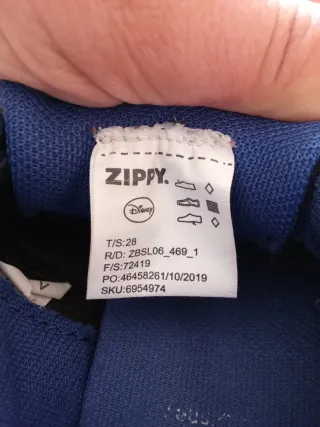 ZIPPY.
Disney
T/S:28
R/D: ZBSL06_469_1
F/S:72419
PO:46458261/10/2019
SKU:6954974